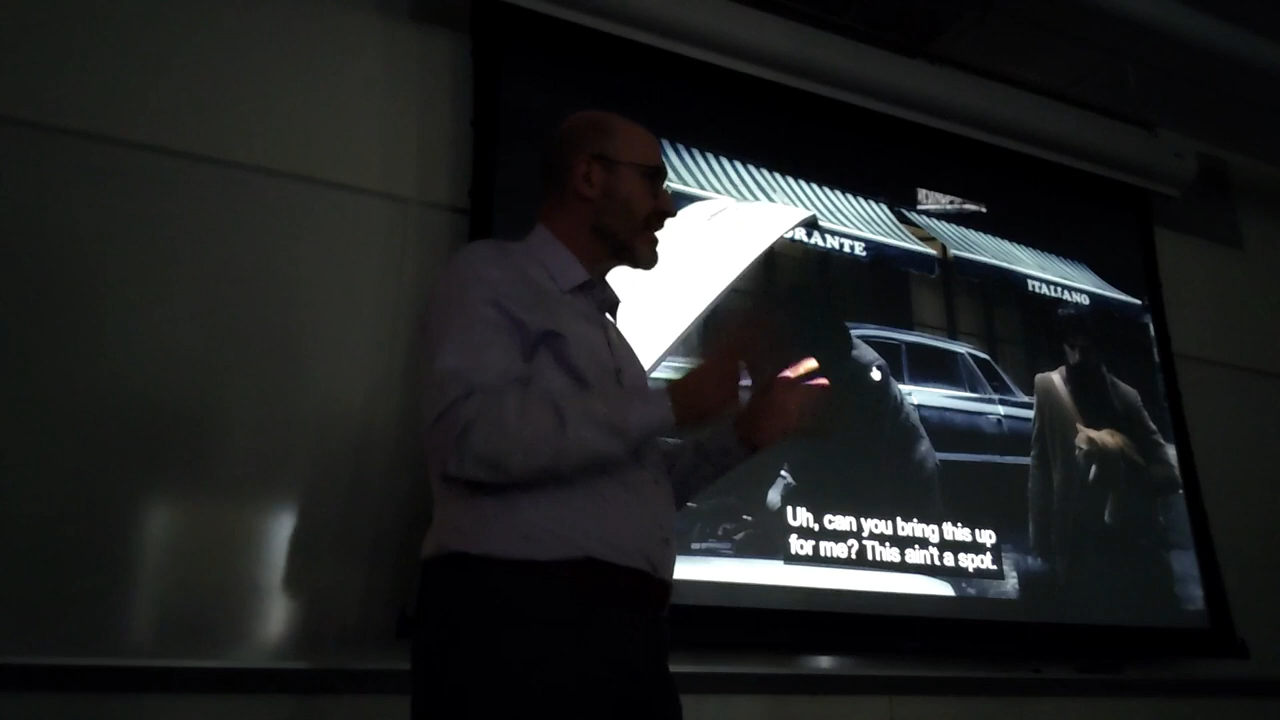 ORANTE
ITALIANO
Uh, can you bring this up
for me? This ain't a spot.